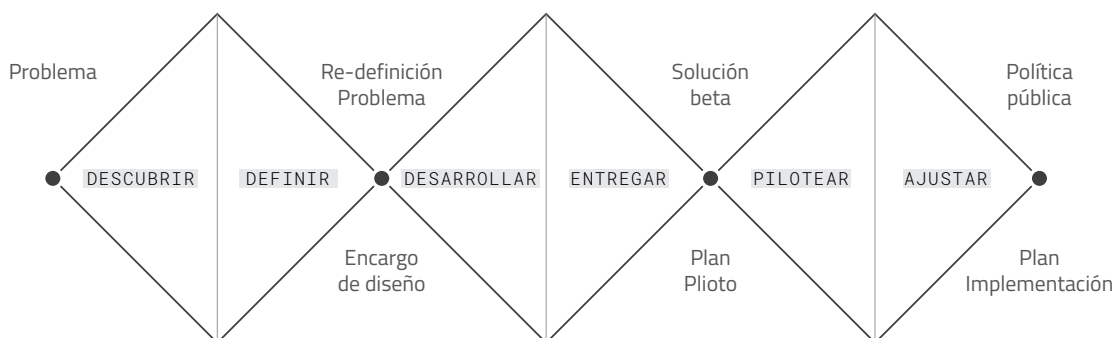 Problema
Re-definición
Problema
Solución
beta
Política
pública
DESCUBRIR
DEFINIR
DESARROLLAR
ENTREGAR
PILOTEAR
AJUSTAR
Encargo
de diseño
Plan
Plioto
Plan
Implementación